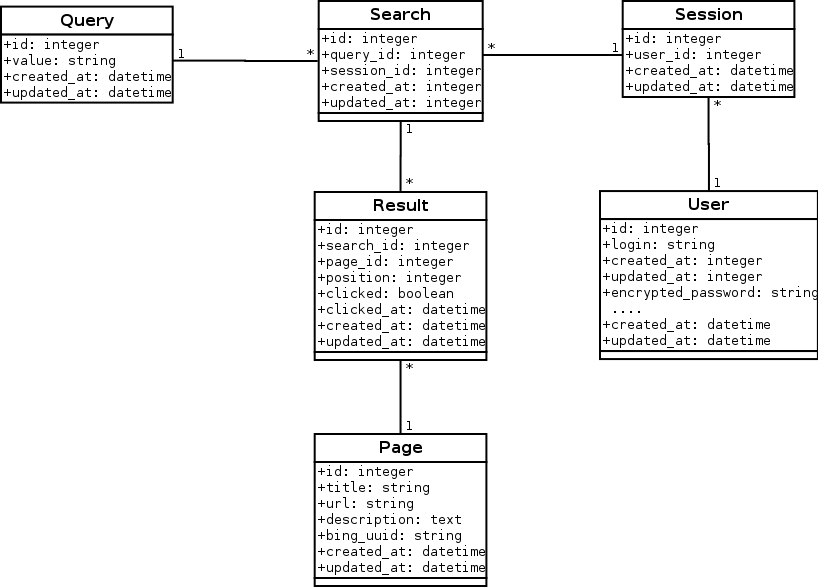 Query
+id: integer
+value: string
+created_at: datetime
+updated_at: datetime
1
*
Search
+id: integer
+query_id: integer
+session_id: integer
+created_at: integer
+updated_at: integer
*
1
Session
+id: integer
+user_id: integer
+created_at: datetime
+updated_at: datetime
1
*
*
1
Result
+id: integer
+search_id: integer
+page_id: integer
+position: integer
+clicked: boolean
+clicked_at: datetime
+created_at: datetime
+updated_at: datetime
User
+id: integer
+login: string
+created_at: integer
+updated_at: integer
+encrypted_password: string
....
+created_at: datetime
+updated_at: datetime
*
1
Page
+id: integer
+title: string
+url: string
+description: text
+bing_uuid: string
+created_at: datetime
+updated_at: datetime